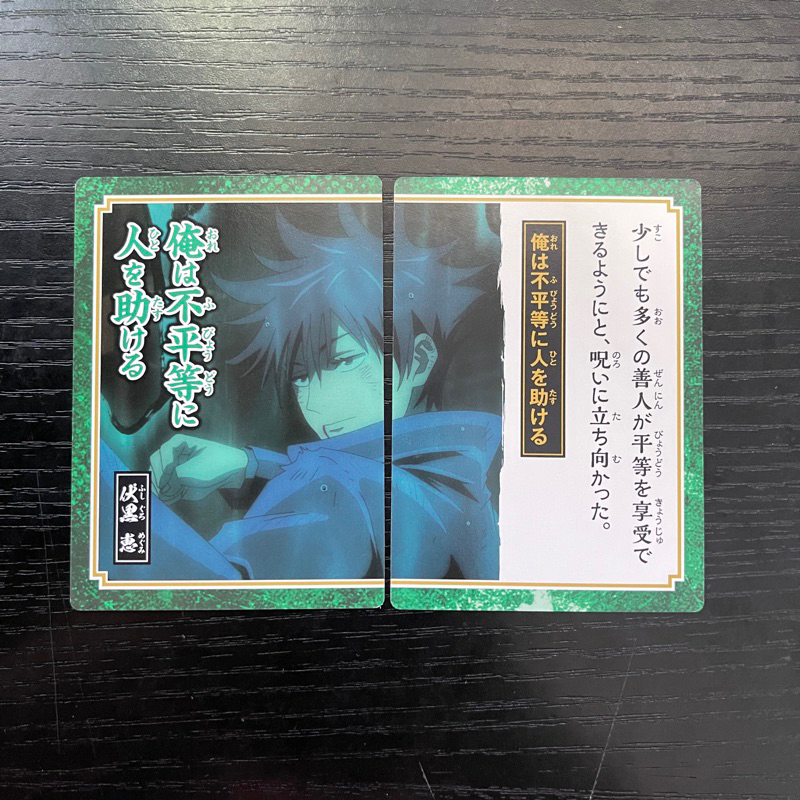 少しでも多くの善人が平等を享受で
きるようにと、呪いに立ち向かった。
俺は不平等に人を助ける
俺は不平等に
人を助ける
伏黒 恵